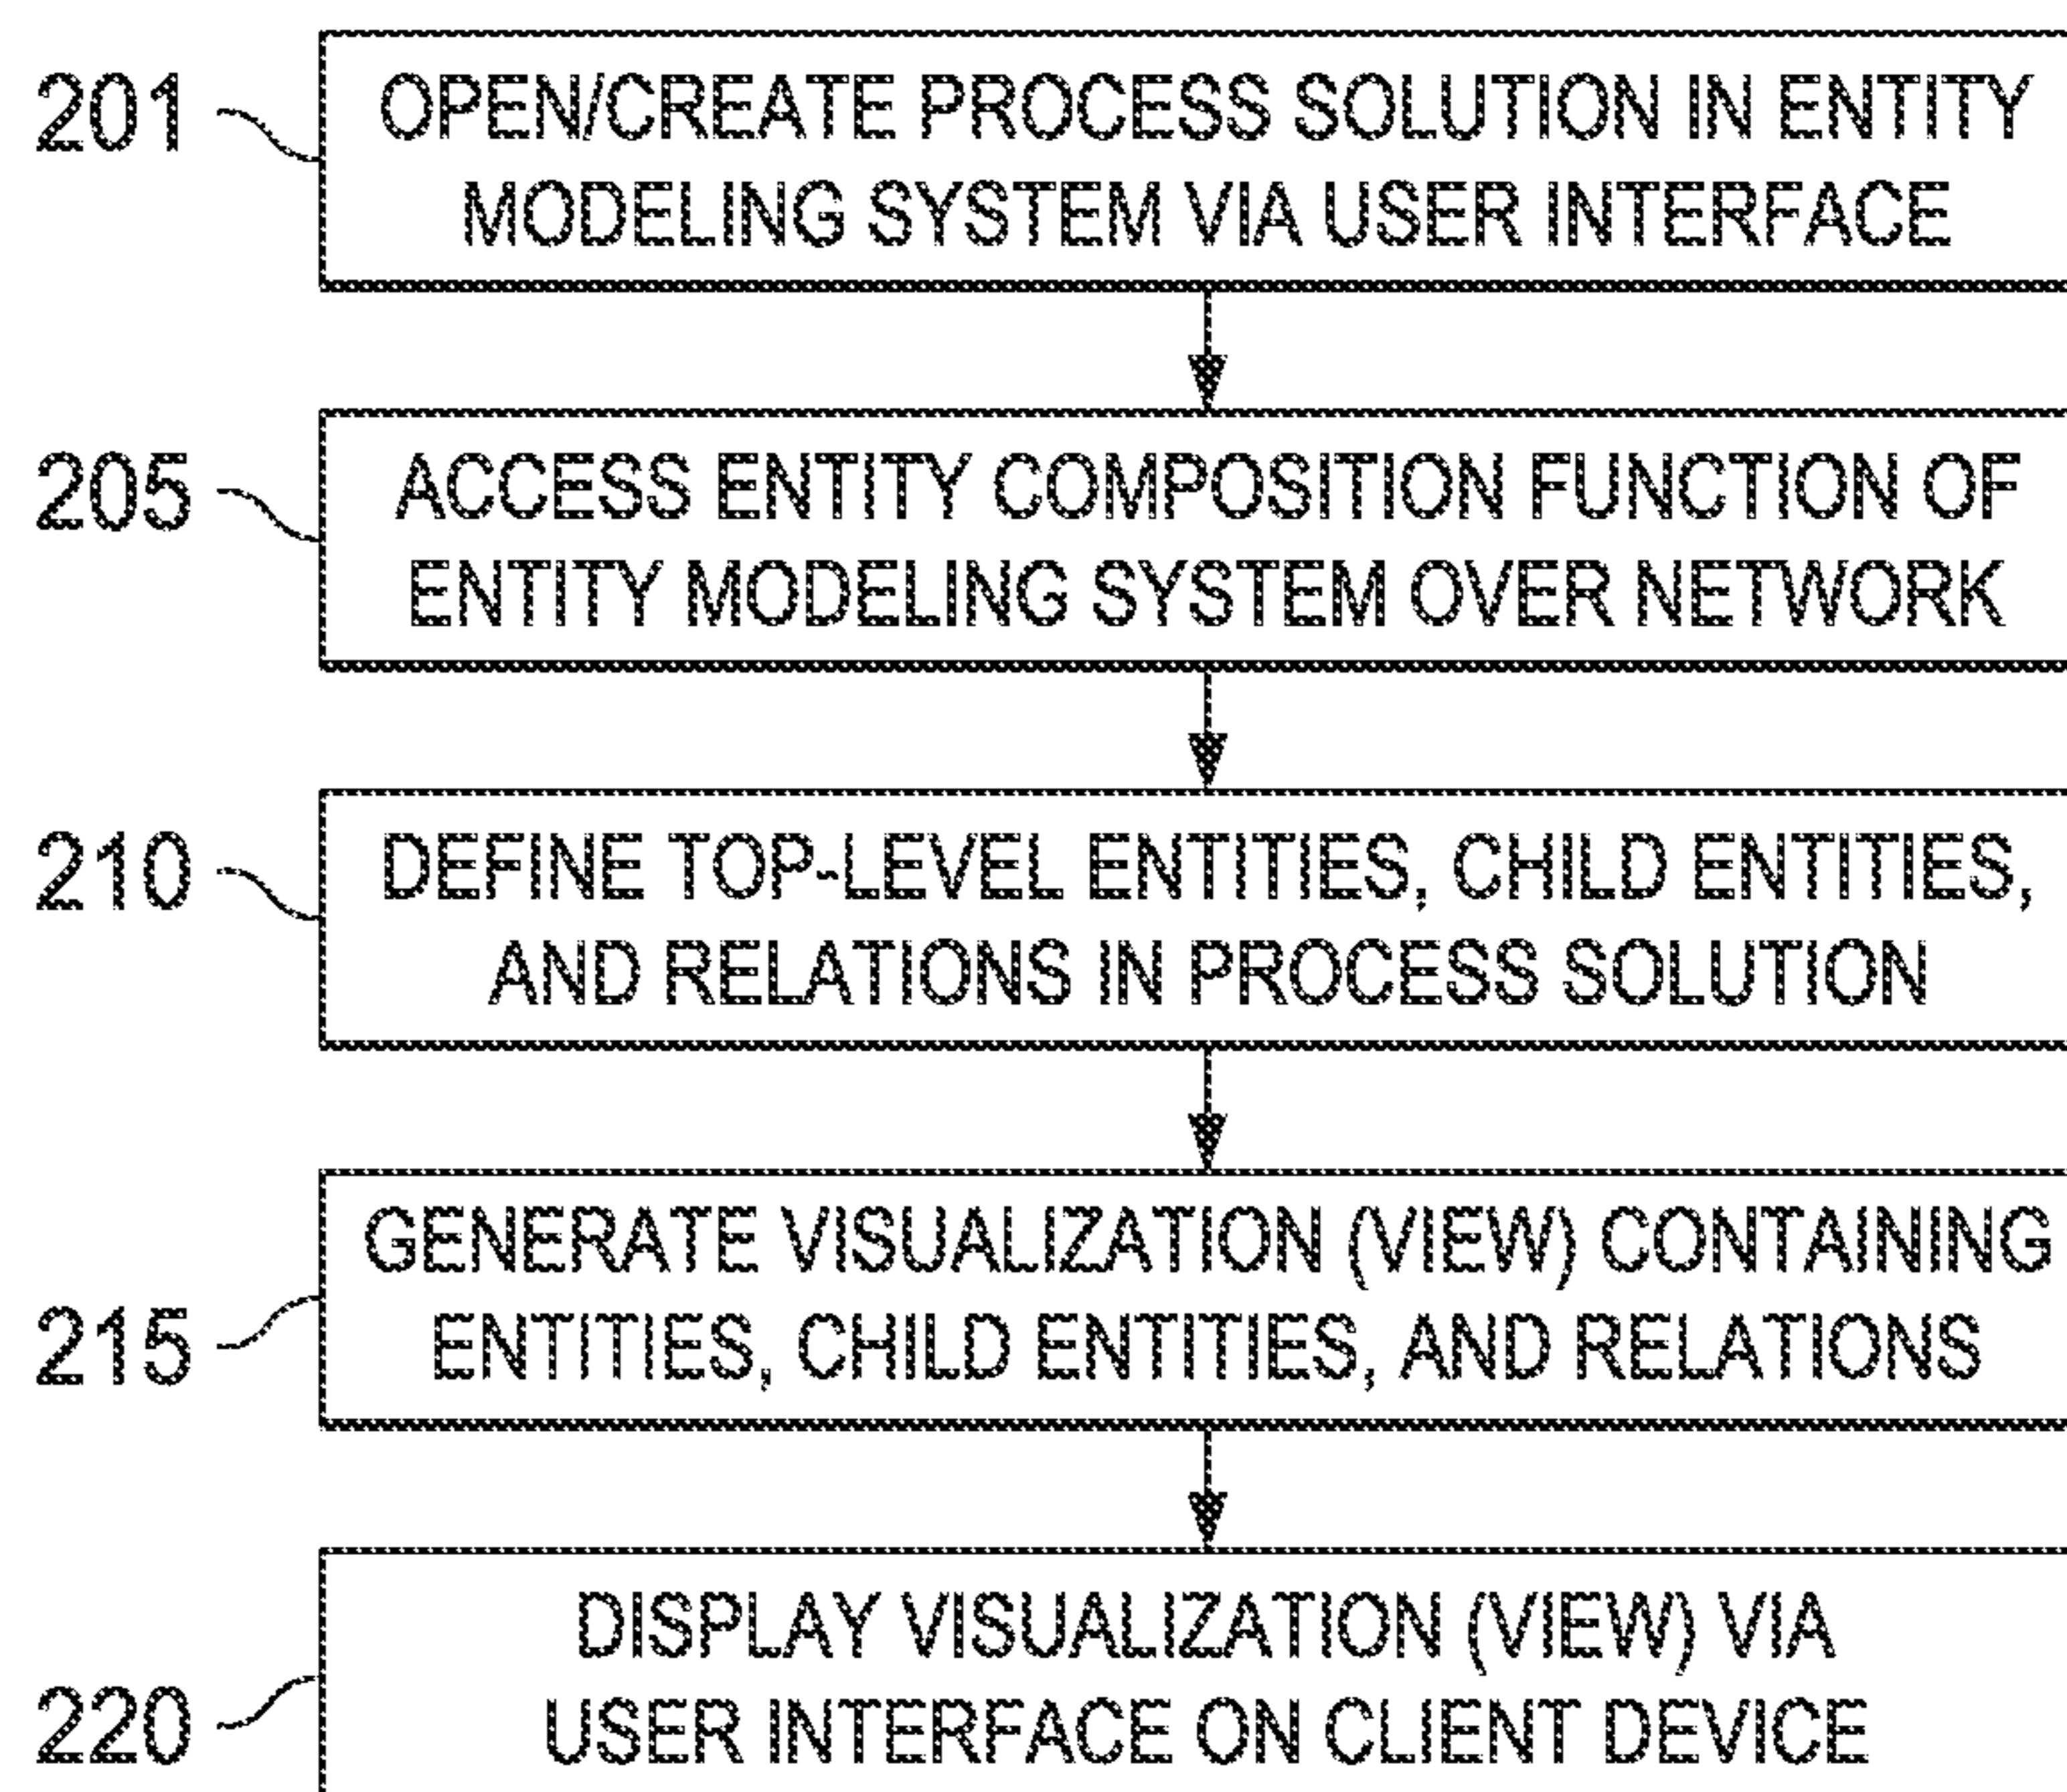 201
OPEN/CREATE PROCESS SOLUTION IN ENTITY
MODELING SYSTEM VIA USER INTERFACE
205
ACCESS ENTITY COMPOSITION FUNCTION OF
ENTITY MODELING SYSTEM OVER NETWORK
210
DEFINE TOP-LEVEL ENTITIES, CHILD ENTITIES,
AND RELATIONS IN PROCESS SOLUTION
215
GENERATE VISUALIZATION (VIEW) CONTAINING
ENTITIES, CHILD ENTITIES, AND RELATIONS
220
DISPLAY VISUALIZATION (VIEW) VIA
USER INTERFACE ON CLIENT DEVICE